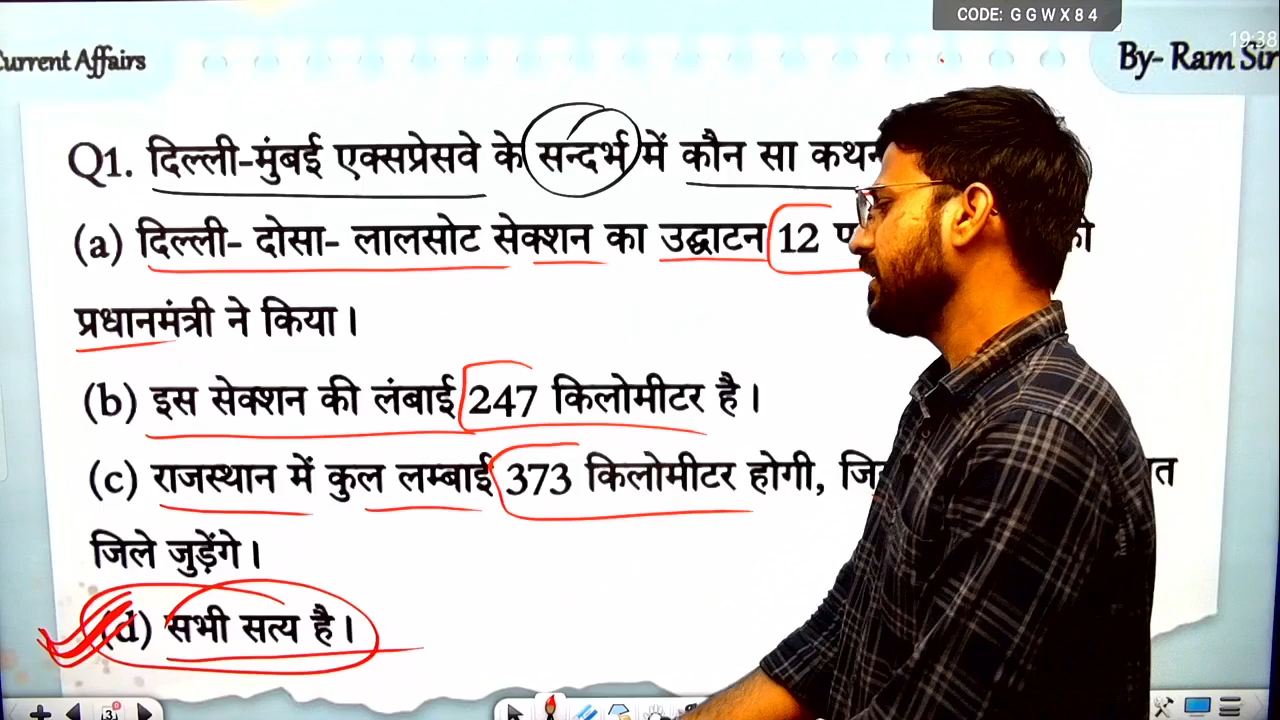 CODE: G G W X 8 4
19:38
Current Affairs
By- Ram Sir
Q1. दिल्ली-मुंबई एक्सप्रेसवे के सन्दर्भ में कौन सा कथन
(a) दिल्ली- दोसा- लालसोट सेक्शन का उद्घाटन 12
प्रधानमंत्री ने किया।
(b) इस सेक्शन की लंबाई 247 किलोमीटर है।
(c) राजस्थान में कुल लम्बाई 373 किलोमीटर होगी,
जिले जुड़ेंगे।
(d) सभी सत्य है।
3